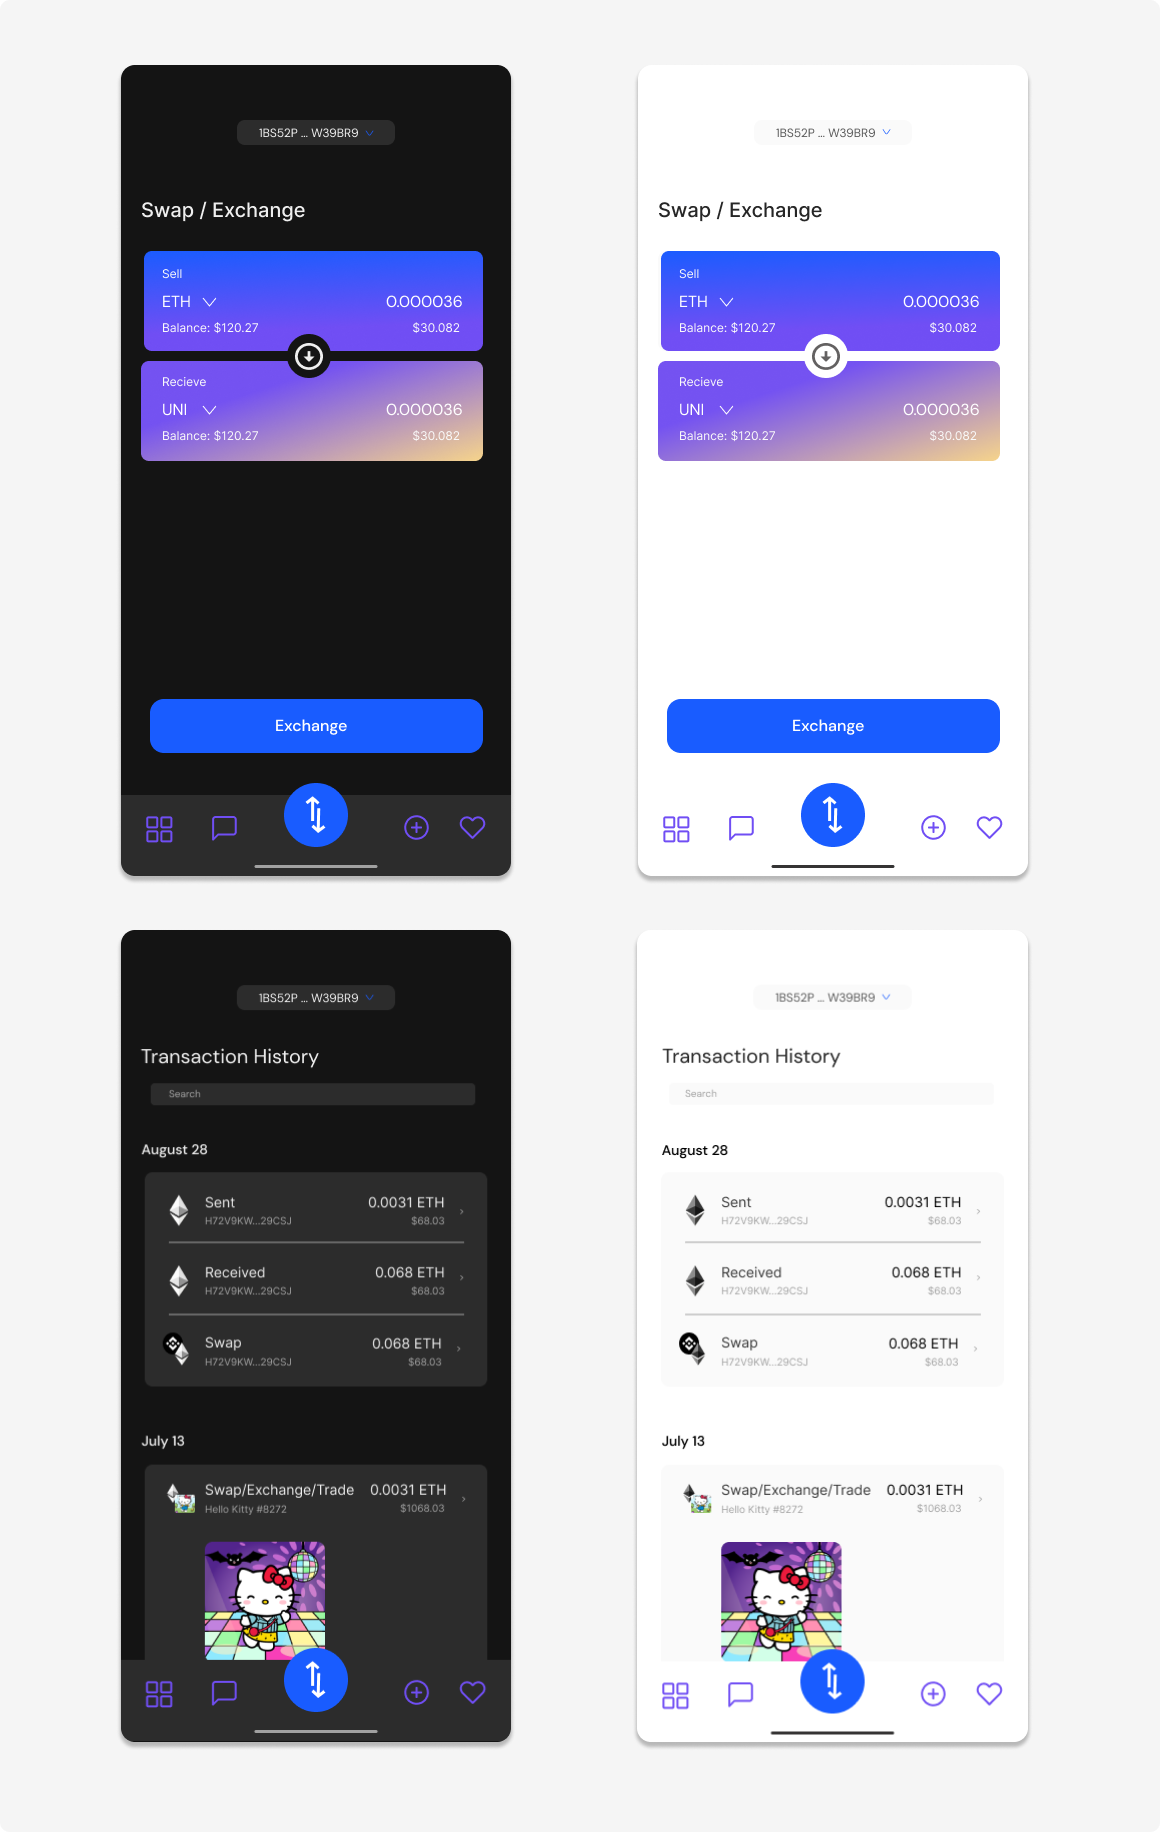 1BS52P ... W39BR9
Swap / Exchange
Sell
ETH 0.000036
Balance: $120.27 $30.082
Recieve
UNI 0.000036
Balance: $120.27 $30.082
Exchange
1BS52P ... W39BR9
Swap / Exchange
Sell
ETH 0.000036
Balance: $120.27 $30.082
Recieve
UNI 0.000036
Balance: $120.27 $30.082
Exchange
1BS52P ... W39BR9
Transaction History
Search
August 28
Sent 0.0031 ETH
H72V9KW...29CSJ $68.03
Received 0.068 ETH
H72V9KW...29CSJ $68.03
Swap 0.068 ETH
H72V9KW...29CSJ $68.03
July 13
Swap/Exchange/Trade 0.0031 ETH
Hello Kitty #8272 $1068.03
1BS52P ... W39BR9
Transaction History
Search
August 28
Sent 0.0031 ETH
H72V9KW...29CSJ $68.03
Received 0.068 ETH
H72V9KW...29CSJ $68.03
Swap 0.068 ETH
H72V9KW...29CSJ $68.03
July 13
Swap/Exchange/Trade 0.0031 ETH
Hello Kitty #8272 $1068.03